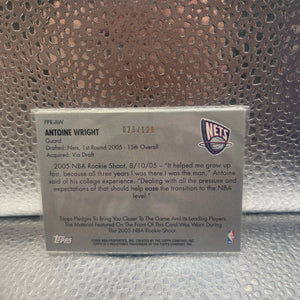 PPR-AW
ANTOINE WRIGHT
Guard
Drafted: Nets, 1st Round 2005 - 15th Overall
Acquired: Via Draft
NETS
2005 NBA Rookie Shoot, 8/10/05 – "It helped me grow up
fast, because all three years I was there I was the man,"
Antoine said of his college experience. "Dealing with all the pressure and
expectations of that should help ease the transition to the NBA
level."
Topps Pledges To Bring You Closer To The Game And Its Leading Players.
The Material Featured On The Front Of This Card Was Worn During
The 2005 NBA Rookie Shoot.
Topps